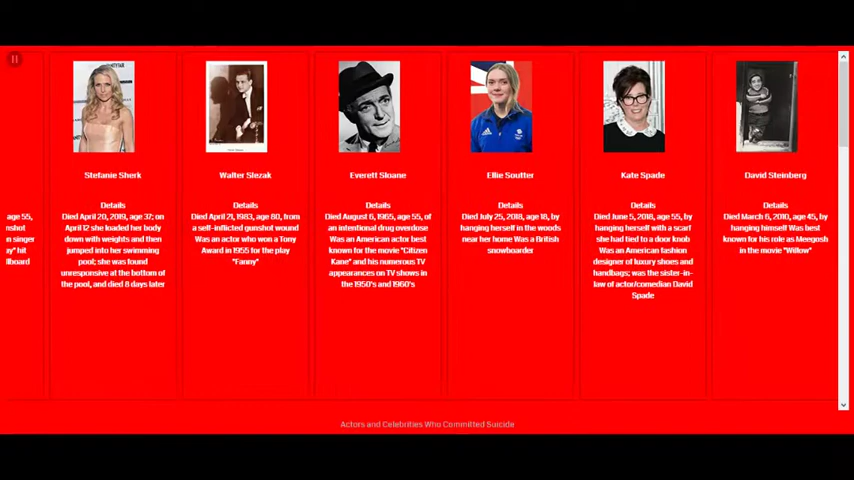 age 55,
nshot
n singer
y" hit
llboard
Stefanie Sherk
Details
Died April 20, 2019, age 37; on
April 12 she loaded her body
down with weights and then
jumped into her swimming
pool; she was found
unresponsive at the bottom of
the pool, and died 8 days later
Walter Slezak
Details
Died April 21, 1983, age 80, from
a self-inflicted gunshot wound
Was an actor who won a Tony
Award in 1955 for the play
"Fanny"
Everett Sloane
Details
Died August 6, 1965, age 55, of
an intentional drug overdose
Was an American actor best
known for the movie "Citizen
Kane" and his numerous TV
appearances on TV shows in
the 1950's and 1960's
Ellie Soutter
Details
Died July 25, 2018, age 18, by
hanging herself in the woods
near her home Was a British
snowboarder
Kate Spade
Details
Died June 5, 2018, age 55, by
hanging herself with a scarf
she had tied to a door knob
Was an American fashion
designer of luxury shoes and
handbags; was the sister-in-
law of actor/comedian David
Spade
David Steinberg
Details
Died March 6, 2010, age 45, by
hanging himself Was best
known for his role as Meegosh
in the movie "Willow"
Actors and Celebrities Who Committed Suicide